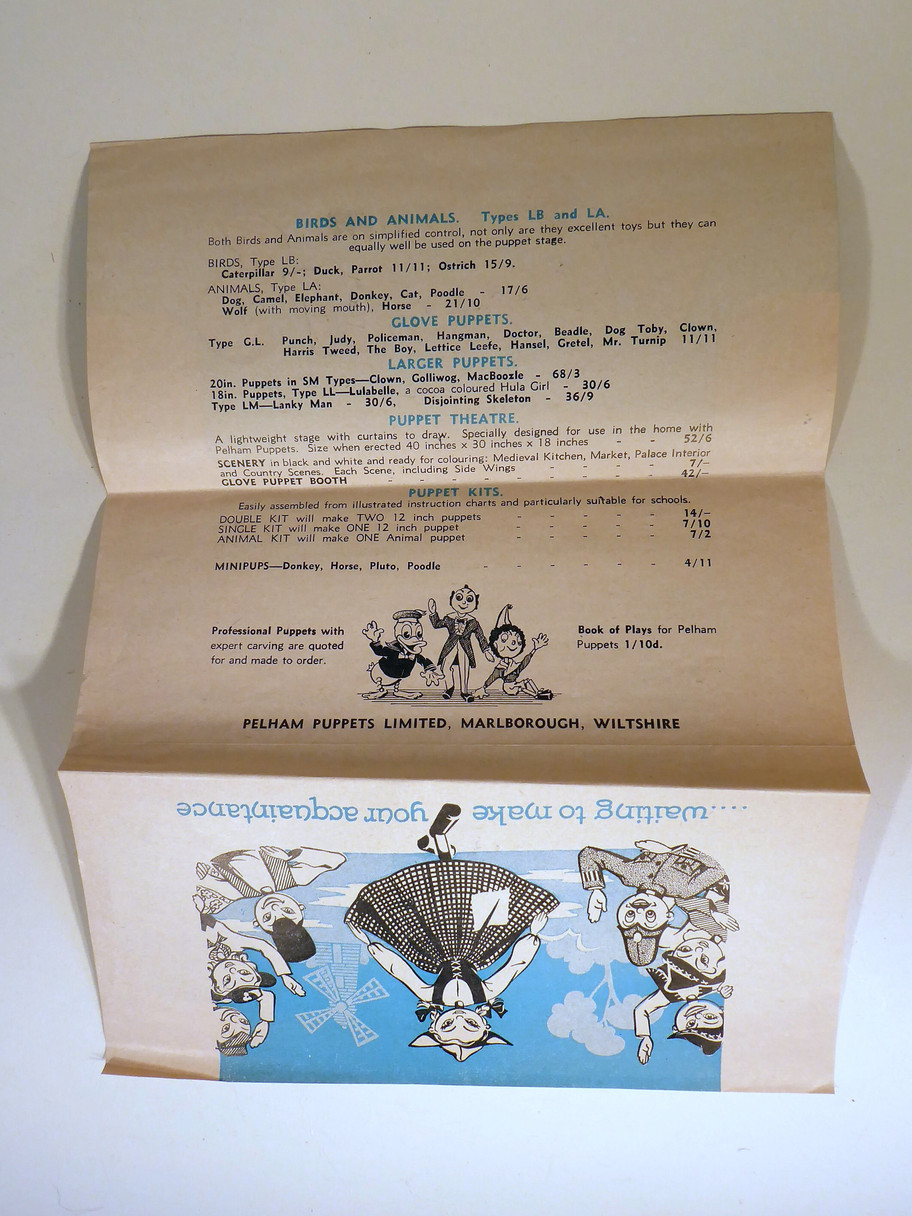 BIRDS AND ANIMALS. Types LB and LA.
Both Birds and Animals are on simplified control, not only are they excellent toys but they can
equally well be used on the puppet stage.
BIRDS, Type LB:
Caterpillar 9/-; Duck, Parrot 11/11; Ostrich 15/9.
ANIMALS, Type LA:
Dog, Camel, Elephant, Donkey, Cat, Poodle - 17/6
Wolf (with moving mouth), Horse - 21/10
GLOVE PUPPETS.
Type G.L. Punch, Judy, Policeman, Hangman, Doctor, Beadle, Dog Toby, Clown,
Harris Tweed, The Boy, Lettice Leefe, Hansel, Gretel, Mr. Turnip 11/11
LARGER PUPPETS.
20in. Puppets in SM Types—Clown, Golliwog, MacBoozle - 68/3
18in. Puppets, Type LL—Lulabelle, a cocoa coloured Hula Girl - 30/6
Type LM—Lanky Man - 30/6, Disjointing Skeleton - 36/9
PUPPET THEATRE.
A lightweight stage with curtains to draw. Specially designed for use in the home with
Pelham Puppets. Size when erected 40 inches x 30 inches x 18 inches - - 52/6
SCENERY in black and white and ready for colouring: Medieval Kitchen, Market, Palace Interior
and Country Scenes. Each Scene, including Side Wings - - - - 7/-
GLOVE PUPPET BOOTH - - - - - - - - - 42/-
PUPPET KITS.
Easily assembled from illustrated instruction charts and particularly suitable for schools.
DOUBLE KIT will make TWO 12 inch puppets - - - - - 14/-
SINGLE KIT will make ONE 12 inch puppet - - - - - 7/10
ANIMAL KIT will make ONE Animal puppet - - - - - 7/2
MINIPUPS—Donkey, Horse, Pluto, Poodle - - - - - - 4/11
Professional Puppets with
expert carving are quoted
for and made to order.
Book of Plays for Pelham
Puppets 1/10d.
PELHAM PUPPETS LIMITED, MARLBOROUGH, WILTSHIRE
....waiting to make your acquaintance